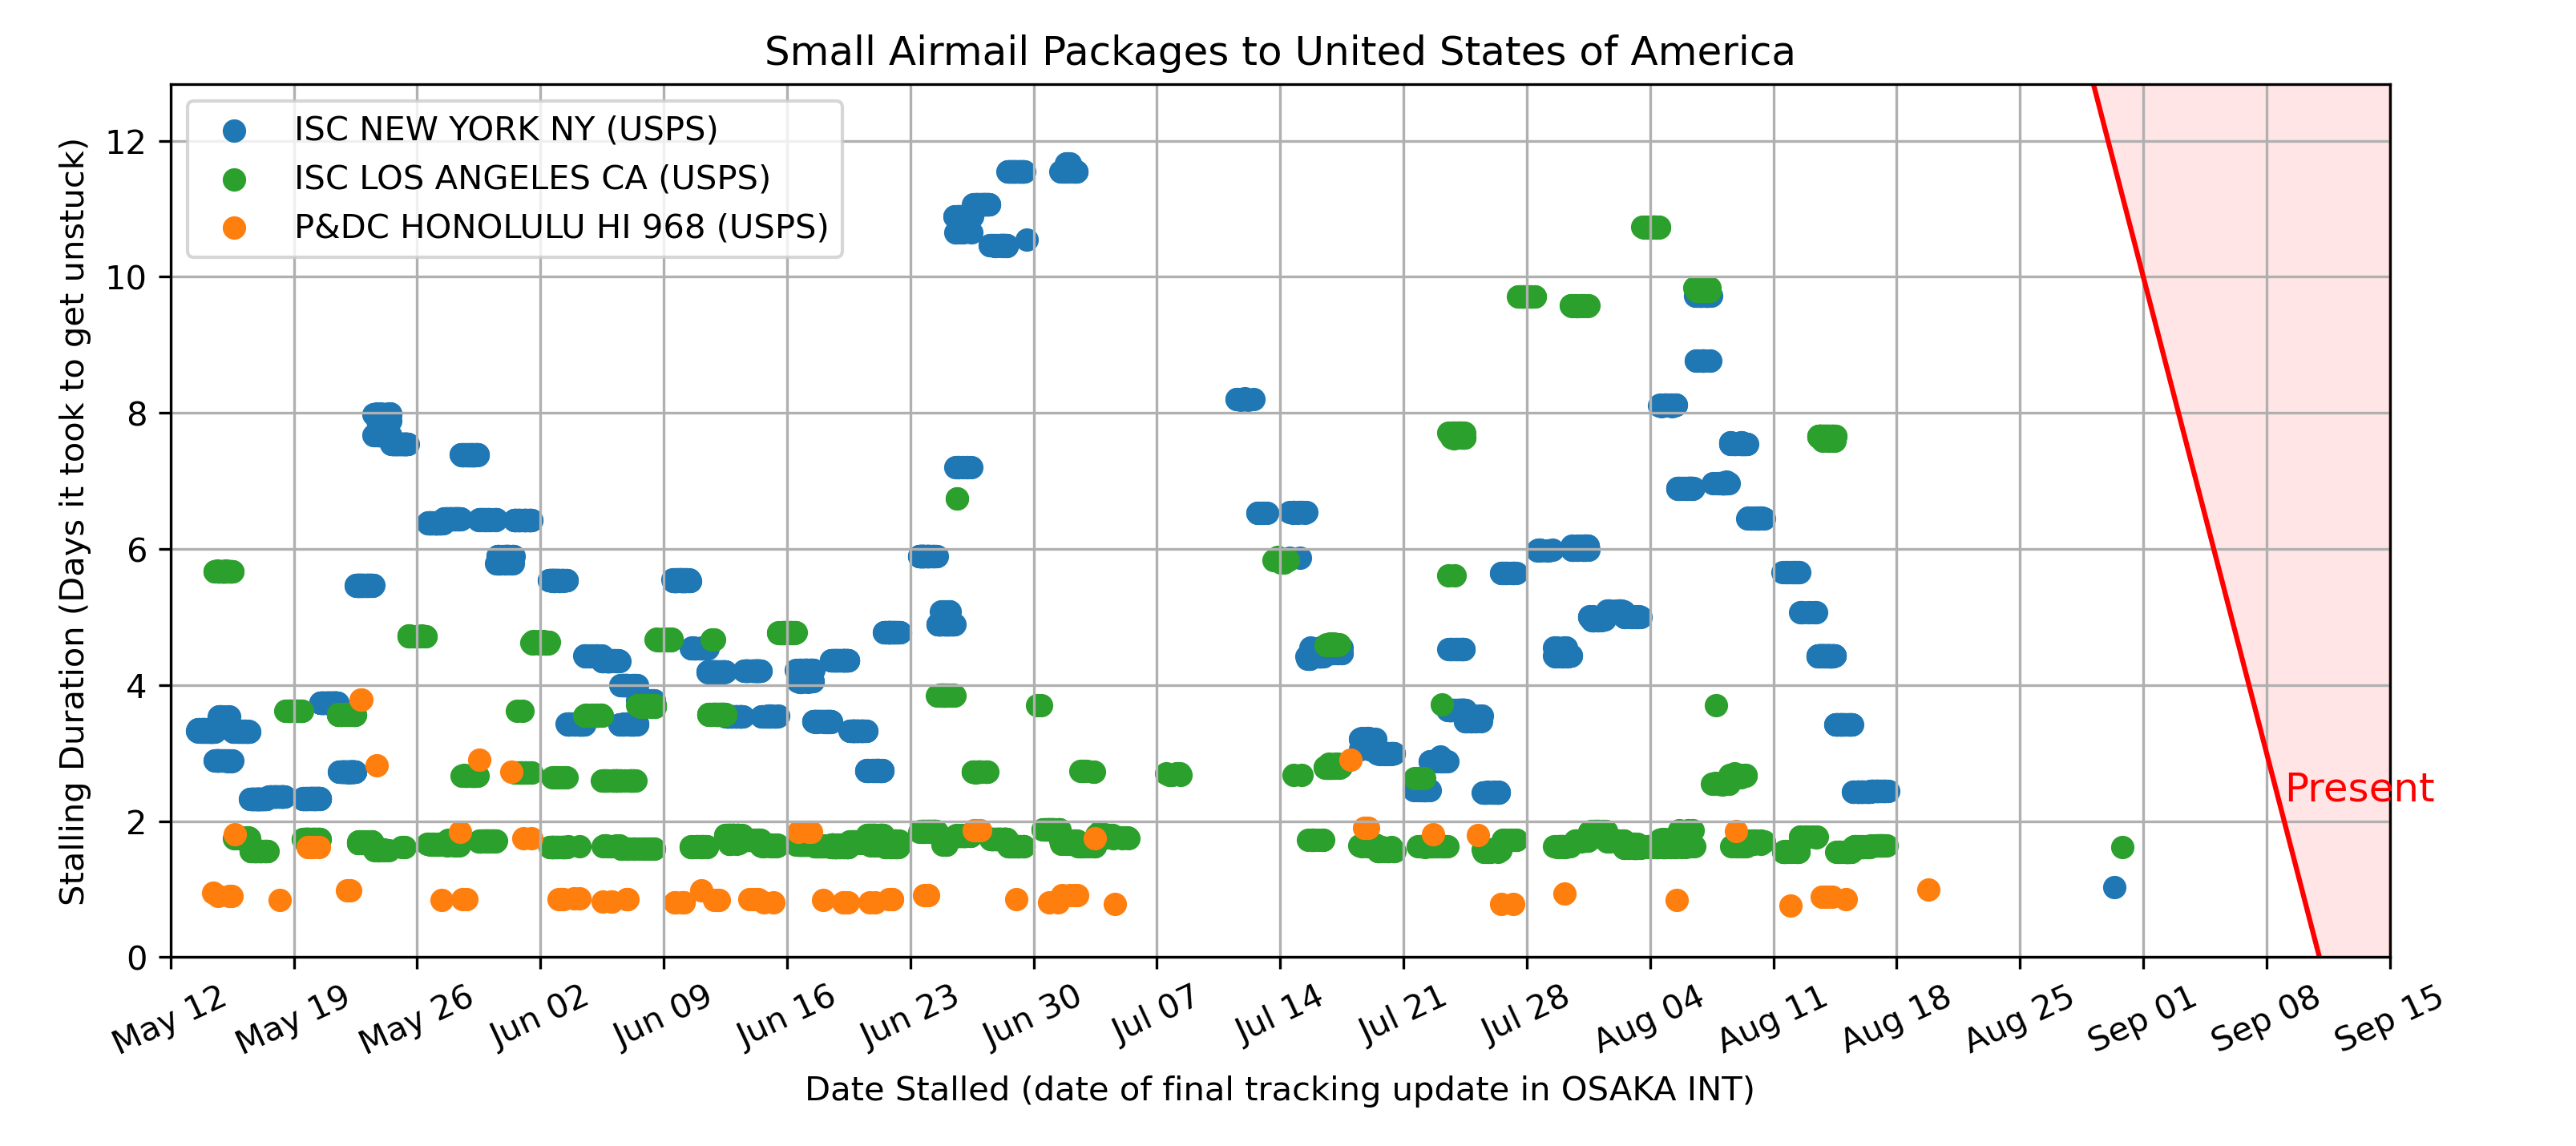 Small Airmail Packages to United States of America
ISC NEW YORK NY (USPS)
ISC LOS ANGELES CA (USPS)
P&DC HONOLULU HI 968 (USPS)
Stalling Duration (Days it took to get unstuck)
12
10
8
6
4
2
0
Present
May 12
May 19
May 26
Jun 02
Jun 09
Jun 16
Jun 23
Jun 30
Jul 07
Jul 14
Jul 21
Jul 28
Aug 04
Aug 11
Aug 18
Aug 25
Sep 01
Sep 08
Sep 15
Date Stalled (date of final tracking update in OSAKA INT)